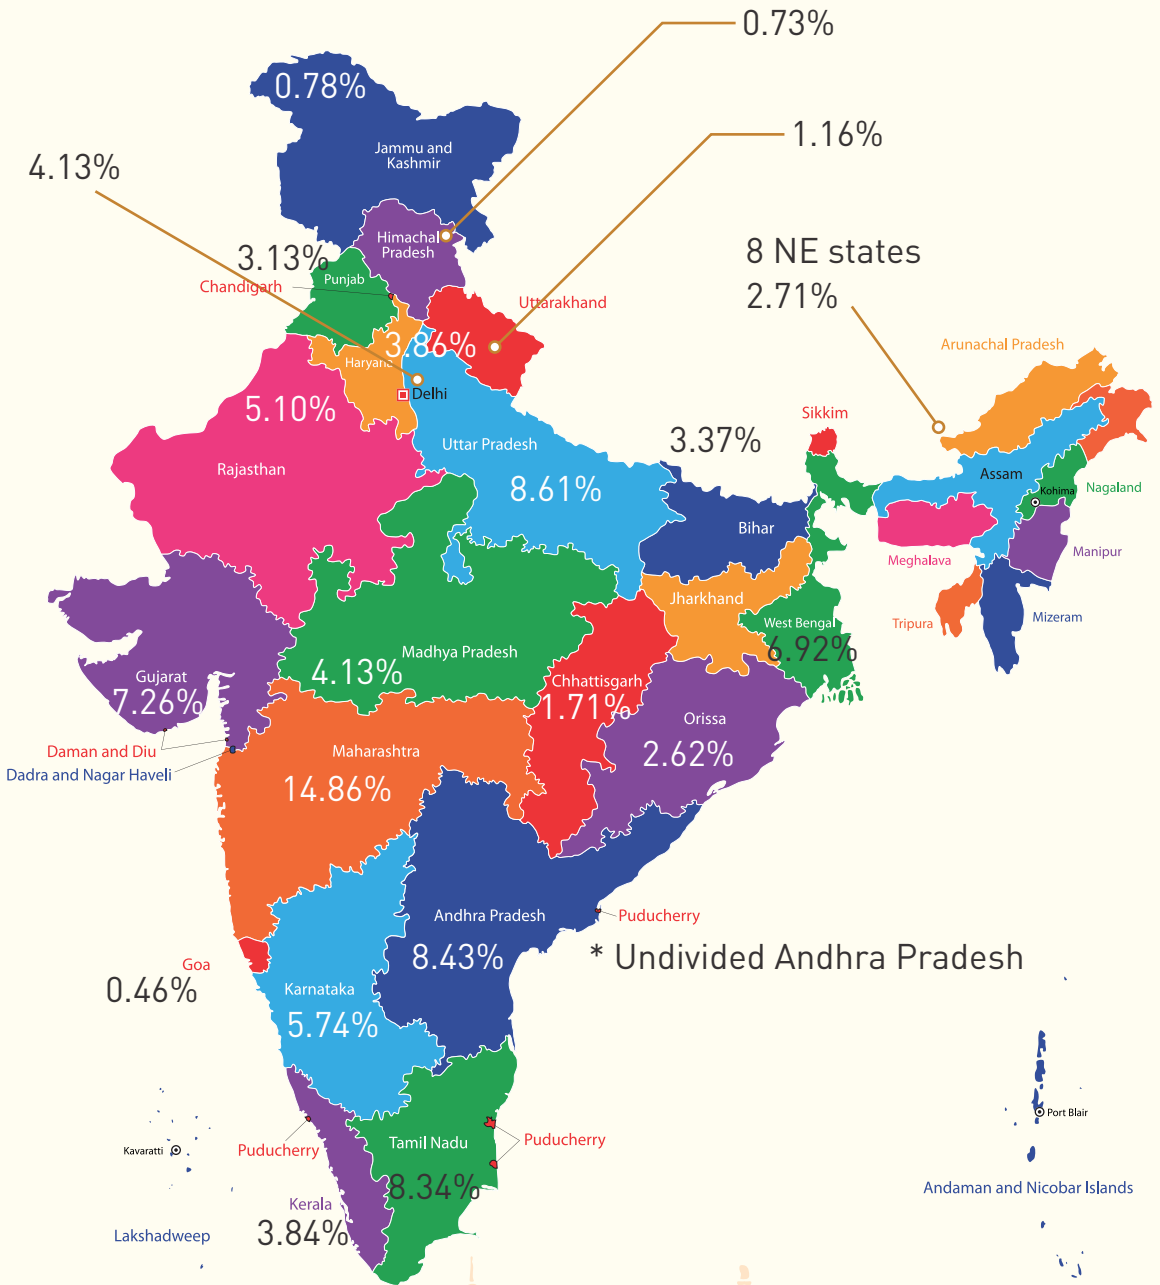 0.73%
0.78%
1.16%
Jammu and
Kashmir
4.13%
Himachal
Pradesh
8 NE states
3.13%
Punjab
Chandigarh
2.71%
Uttarakhand
Arunachal Pradesh
3.86%
Haryana
Delhi
5.10%
Sikkim
3.37%
Uttar Pradesh
Rajasthan
Assam
8.61%
Kohima
Nagaland
Bihar
Manipur
Meghalava
Jharkhand
Tripura
Mizeram
West Bengal
6.92%
Madhya Pradesh
4.13%
Gujarat
7.26%
Chhattisgarh
1.71%
Orissa
2.62%
Daman and Diu
Maharashtra
Dadra and Nagar Haveli
14.86%
Andhra Pradesh
8.43%
Puducherry
* Undivided Andhra Pradesh
Goa
0.46%
Karnataka
5.74%
Port Blair
Kavaratti
Puducherry
Tamil Nadu
Puducherry
8.34%
Andaman and Nicobar Islands
Kerala
3.84%
Lakshadweep